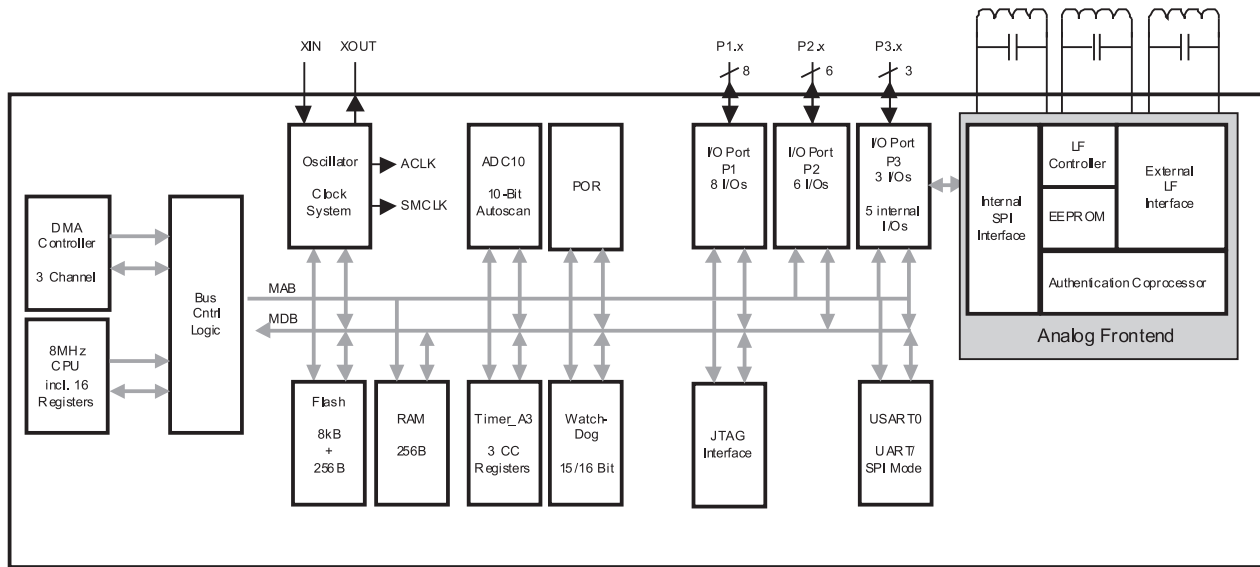 XIN
XOUT
P1.x
P2.x
P3.x
8
6
3
Oscillator
Clock
System
ACLK
SMCLK
ADC10
10-Bit
Autoscan
POR
I/O Port
P1
8 I/Os
I/O Port
P2
6 I/Os
I/O Port
P3
3 I/Os
5 internal
I/Os
Internal
SPI
Interface
LF
Controller
EEPROM
External
LF
Interface
Authentication Coprocessor
Analog Frontend
DMA
Controller
3 Channel
8MHz
CPU
incl. 16
Registers
Bus
Cntrl
Logic
MAB
MDB
Flash
8kB
+
256B
RAM
256B
Timer_A3
3 CC
Registers
Watch-
Dog
15/16 Bit
JTAG
Interface
USART0
UART/
SPI Mode